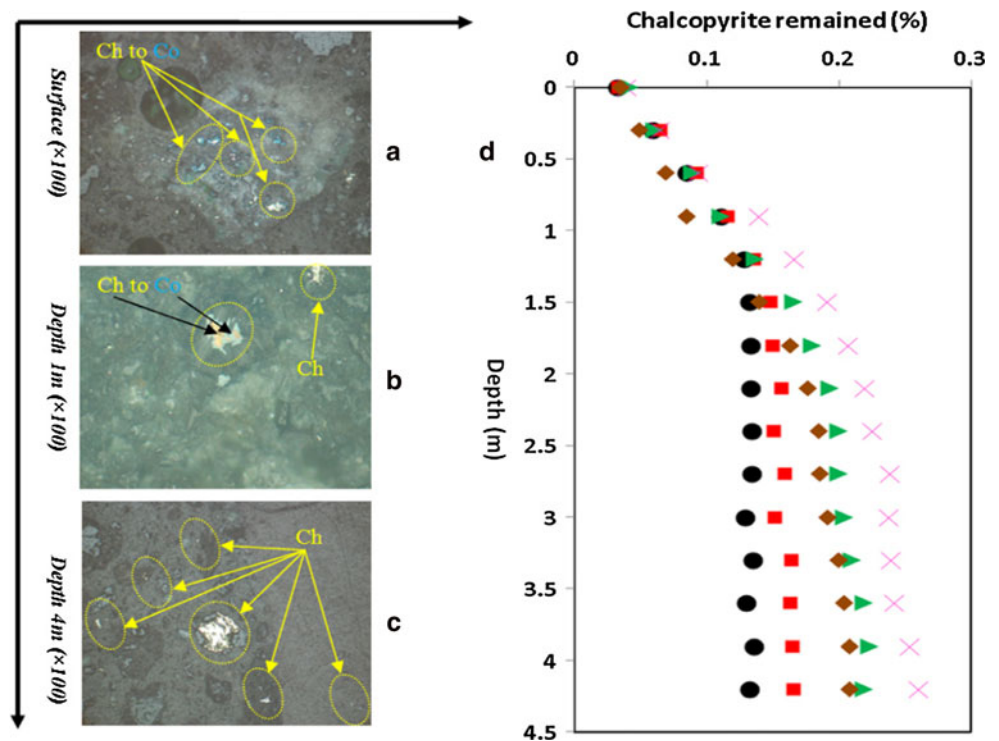 Surface (×100)
Ch to Co
a
Depth 1m (×100)
Ch to Co
Ch
b
Depth 4m (×100)
Ch
c
d
Chalcopyrite remained (%)
0 0.1 0.2 0.3
Depth (m)
0
0.5
1
1.5
2
2.5
3
3.5
4
4.5